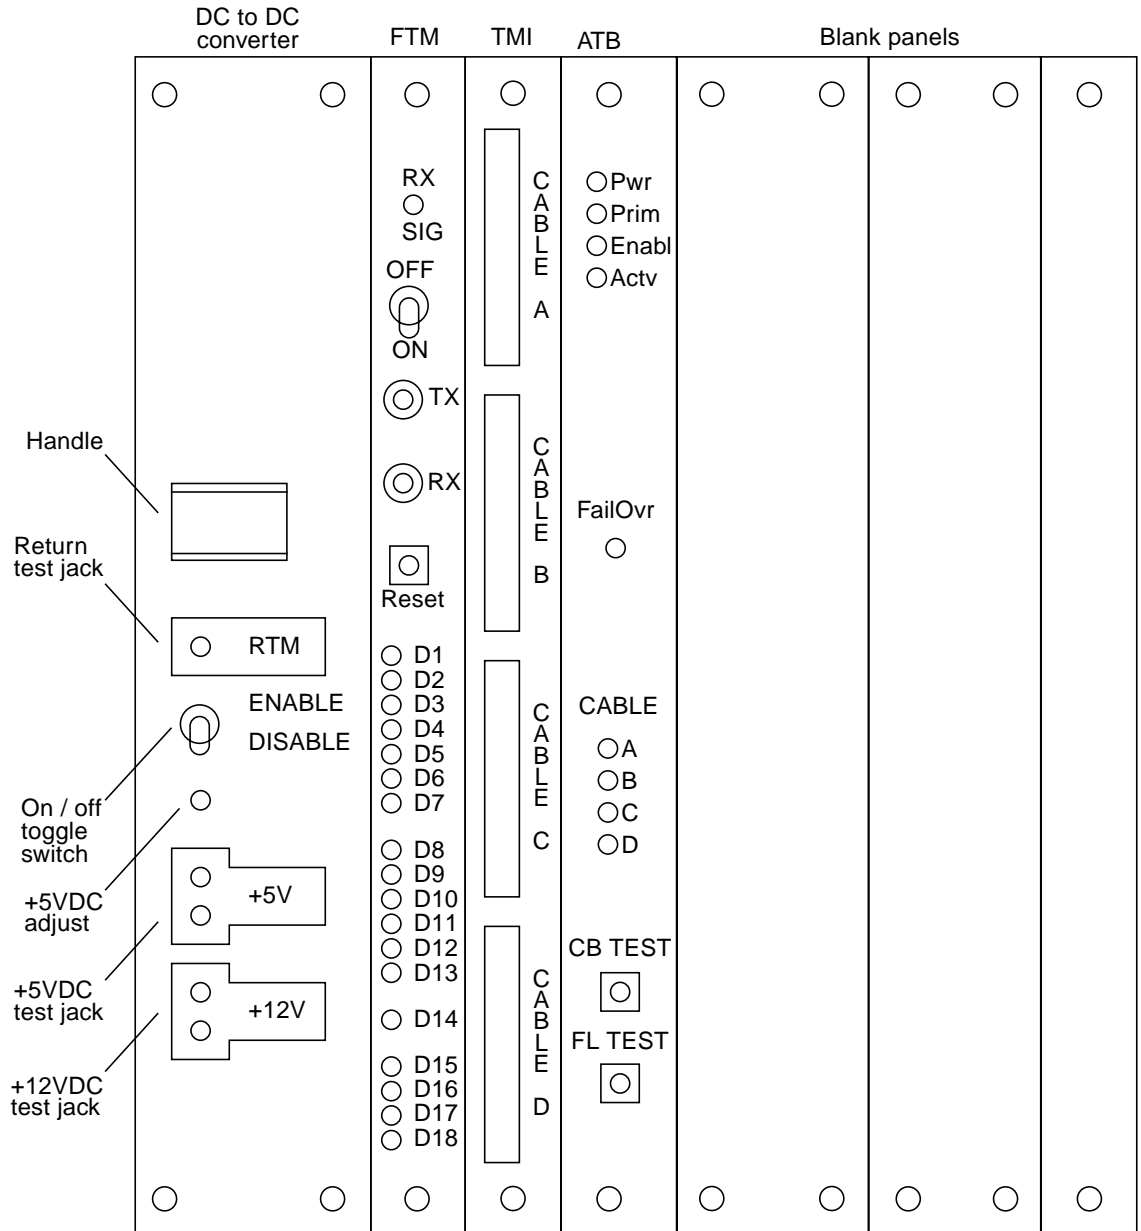 DC to DC
converter
FTM
TMI
ATB
Blank panels
Handle
Return
test jack
On / off
toggle
switch
+5VDC
adjust
+5VDC
test jack
+12VDC
test jack
RTM
ENABLE
DISABLE
+5V
+12V
RX
SIG
OFF
ON
TX
RX
Reset
D1
D2
D3
D4
D5
D6
D7
D8
D9
D10
D11
D12
D13
D14
D15
D16
D17
D18
CABLE A
CABLE B
CABLE C
CABLE D
Pwr
Prim
Enabl
Actv
FailOvr
CABLE
A
B
C
D
CB TEST
FL TEST